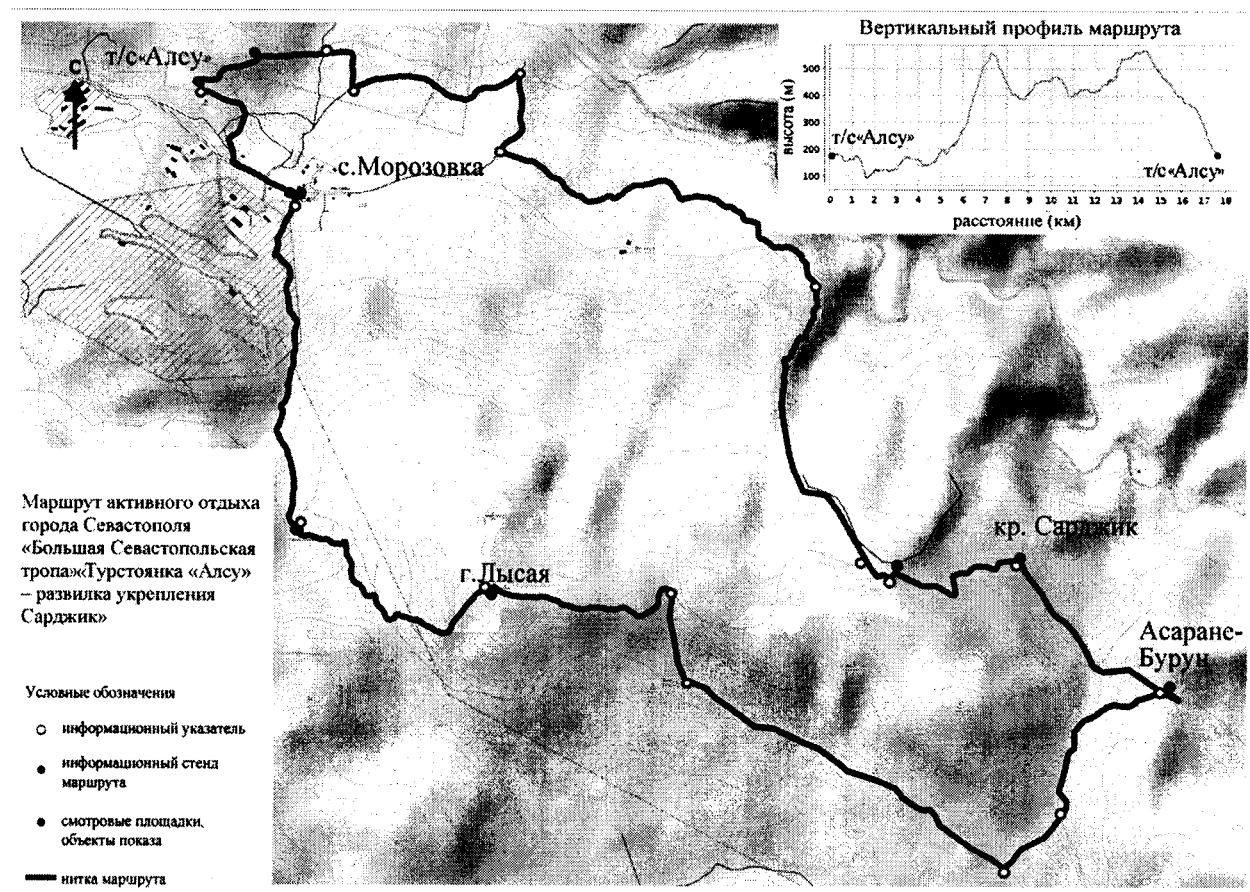 т/с«Алсу»
С
с.Морозовка
г.Лысая
кр. Сарджик
Асаране-
Бурун
Вертикальный профиль маршрута
высота (м)
500
400
300
200
100
т/с«Алсу»
т/с«Алсу»
0 1 2 3 4 5 6 7 8 9 10 11 12 13 14 15 16 17 18
расстояние (км)
Маршрут активного отдыха
города Севастополя
«Большая Севастопольская
тропа»«Турстоянка «Алсу»
– развилка укрепления
Сарджик»
Условные обозначения
информационный указатель
информационный стенд
маршрута
смотровые площадки,
объекты показа
нитка маршрута